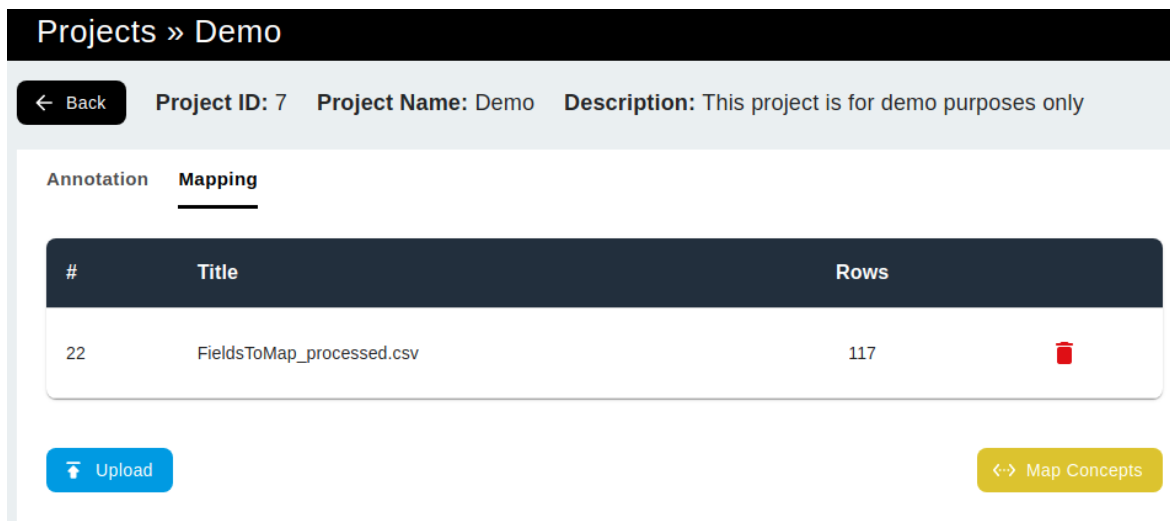 Projects » Demo
Back Project ID: 7 Project Name: Demo Description: This project is for demo purposes only
Annotation Mapping
# Title Rows
22 FieldsToMap_processed.csv 117
Upload Map Concepts